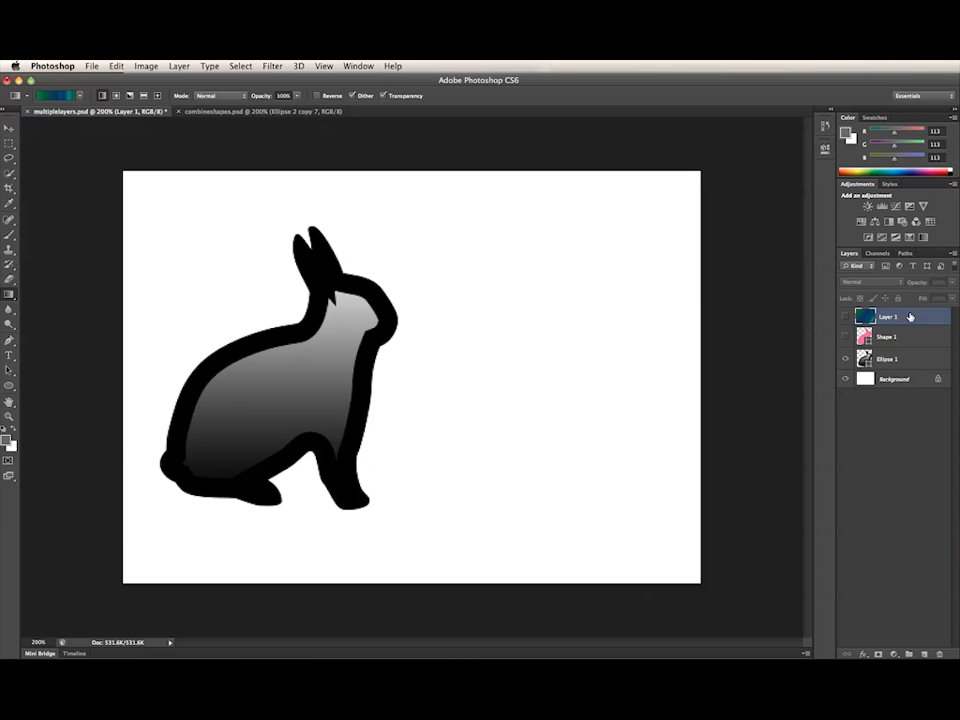 Photoshop File Edit Image Layer Type Select Filter 3D View Window Help
Adobe Photoshop CS6
Mode: Normal Opacity: 100% Reverse Dither Transparency Essentials
multiplelayers.psd @ 200% (Layer 1, RGB/8) * combineshapes.psd @ 200% (Ellipse 2 copy 7, RGB/8)
Color Swatches
R 113
G 113
B 113
Adjustments Styles
Add an adjustment
Layers Channels Paths
Kind
Normal Opacity:
Lock: Fill:
Layer 1
Shape 1
Ellipse 1
Background
200% Doc: 531.6K/531.6K
Mini Bridge Timeline